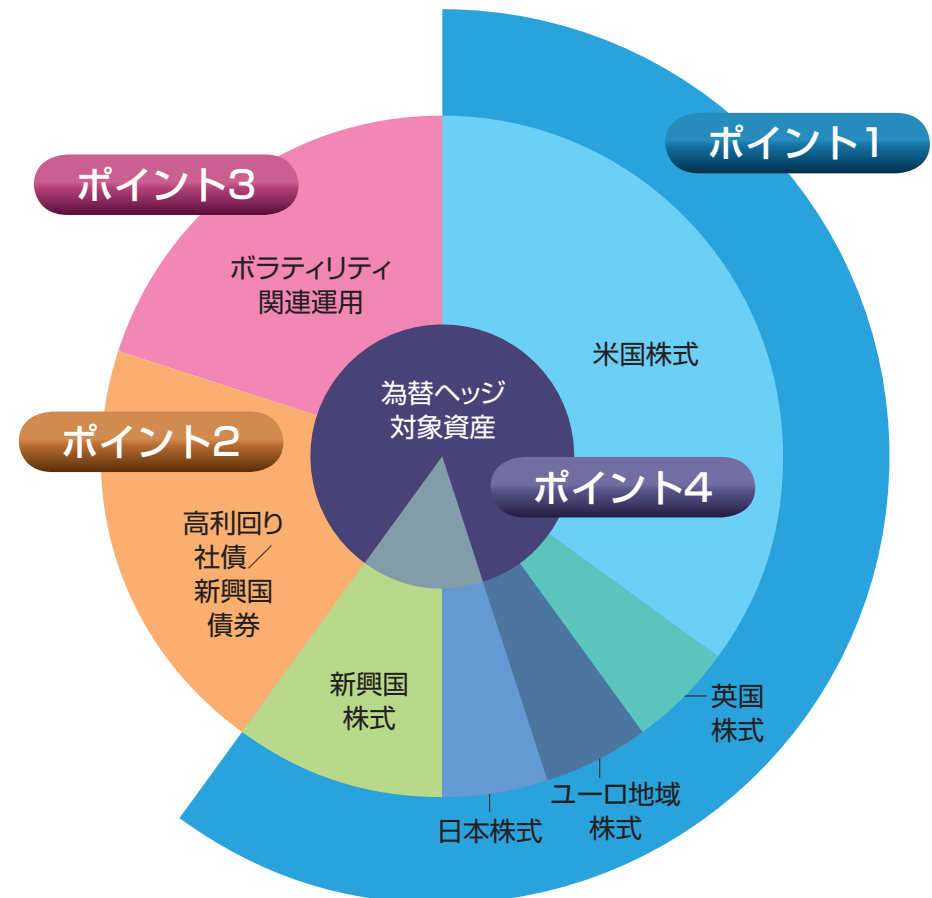 ポイント1
ポイント3
ボラティリティ
関連運用
米国株式
為替ヘッジ
対象資産
ポイント2
ポイント4
高利回り
社債／
新興国
債券
新興国
株式
英国
株式
ユーロ地域
株式
日本株式